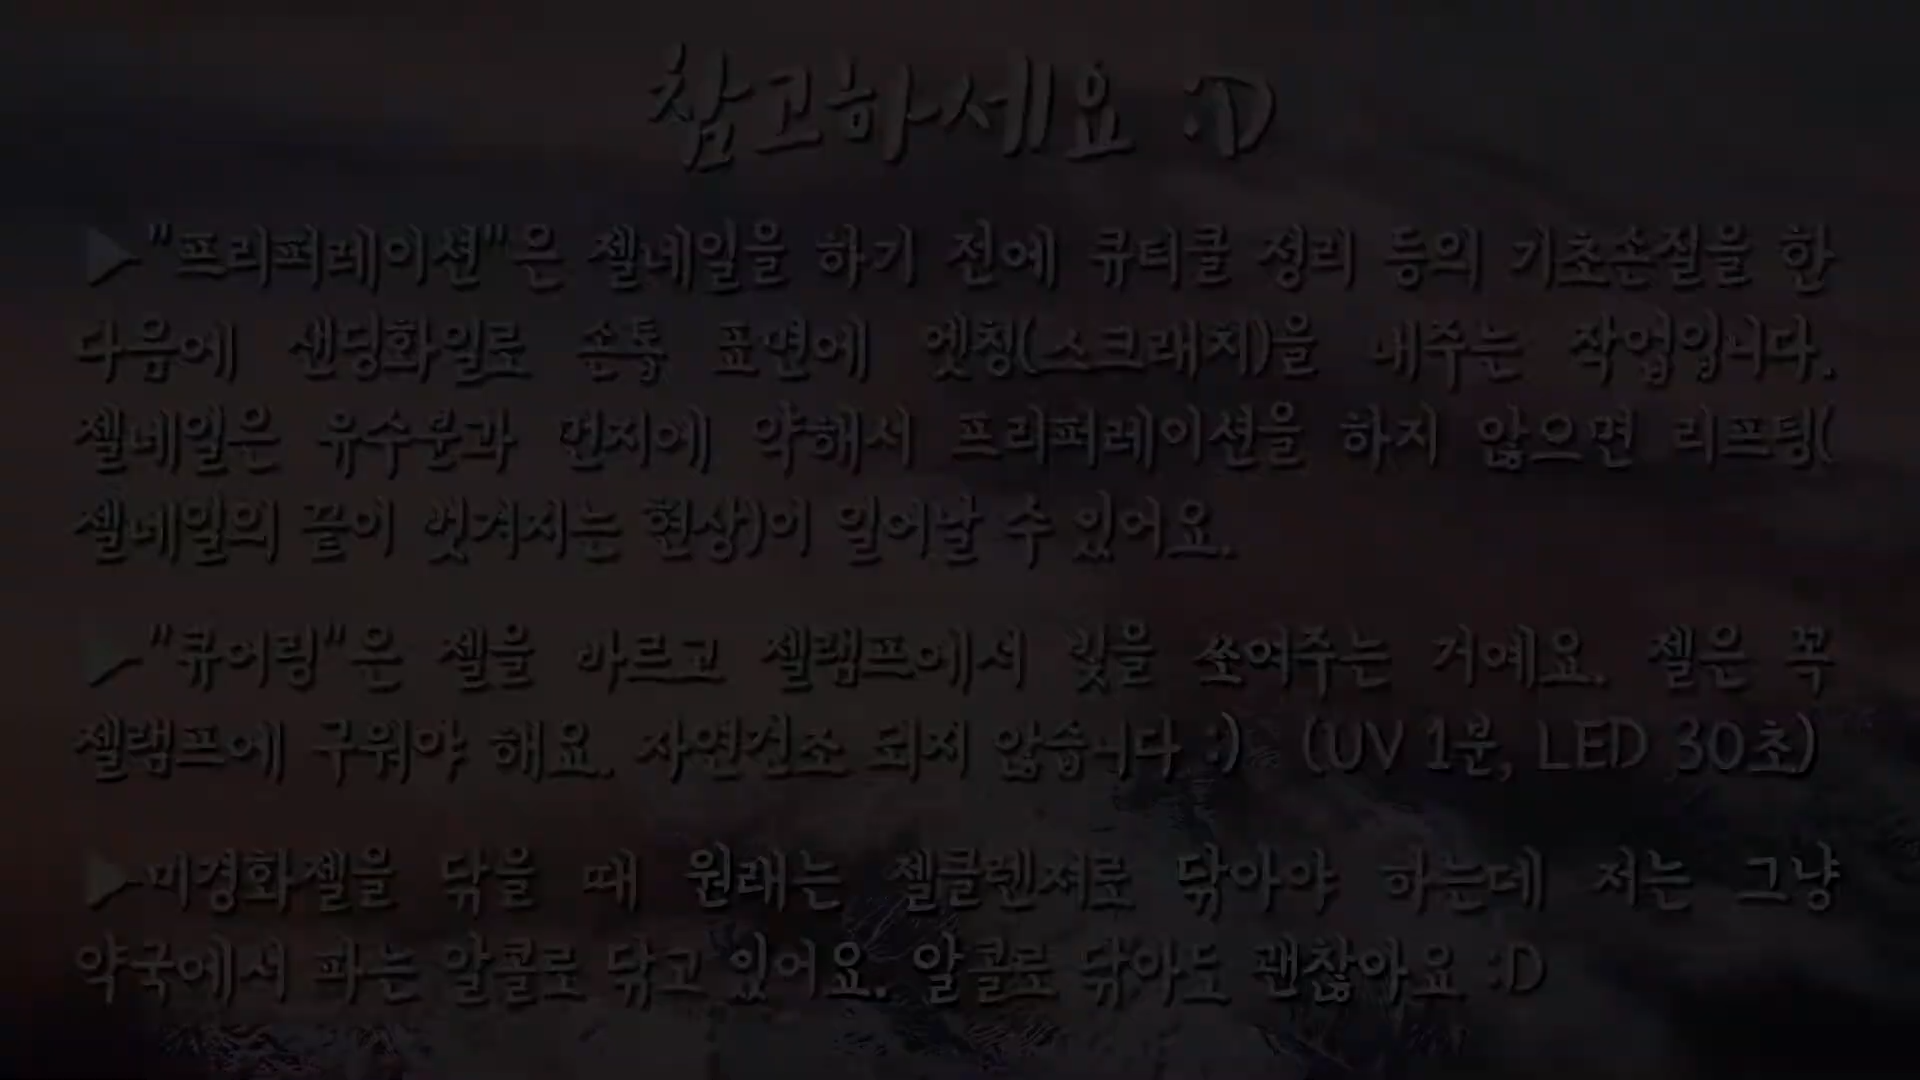 참고하세요 :D
▶"프리퍼레이션"은 젤네일을 하기 전에 큐티클 정리 등의 기초손질을 한
다음에 샌딩화일로 손톱 표면에 엣칭(스크래치)을 내주는 작업입니다.
젤네일은 유수분과 먼지에 약해서 프리퍼레이션을 하지 않으면 리프팅(
젤네일의 끝이 벗겨지는 현상)이 일어날 수 있어요.
▶"큐어링"은 젤을 바르고 젤램프에서 빛을 쏘여주는 거예요. 젤은 꼭
젤램프에 구워야 해요. 자연건조 되지 않습니다 :) (UV 1분, LED 30초)
▶미경화젤을 닦을 때 원래는 젤클렌져로 닦아야 하는데 저는 그냥
약국에서 파는 알콜로 닦고 있어요. 알콜로 닦아도 괜찮아요 :D